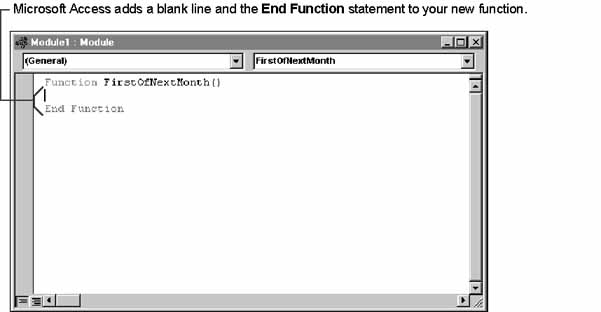 Microsoft Access adds a blank line and the End Function statement to your new function.
Module1 : Module
(General) FirstOfNextMonth
Function FirstOfNextMonth()
End Function